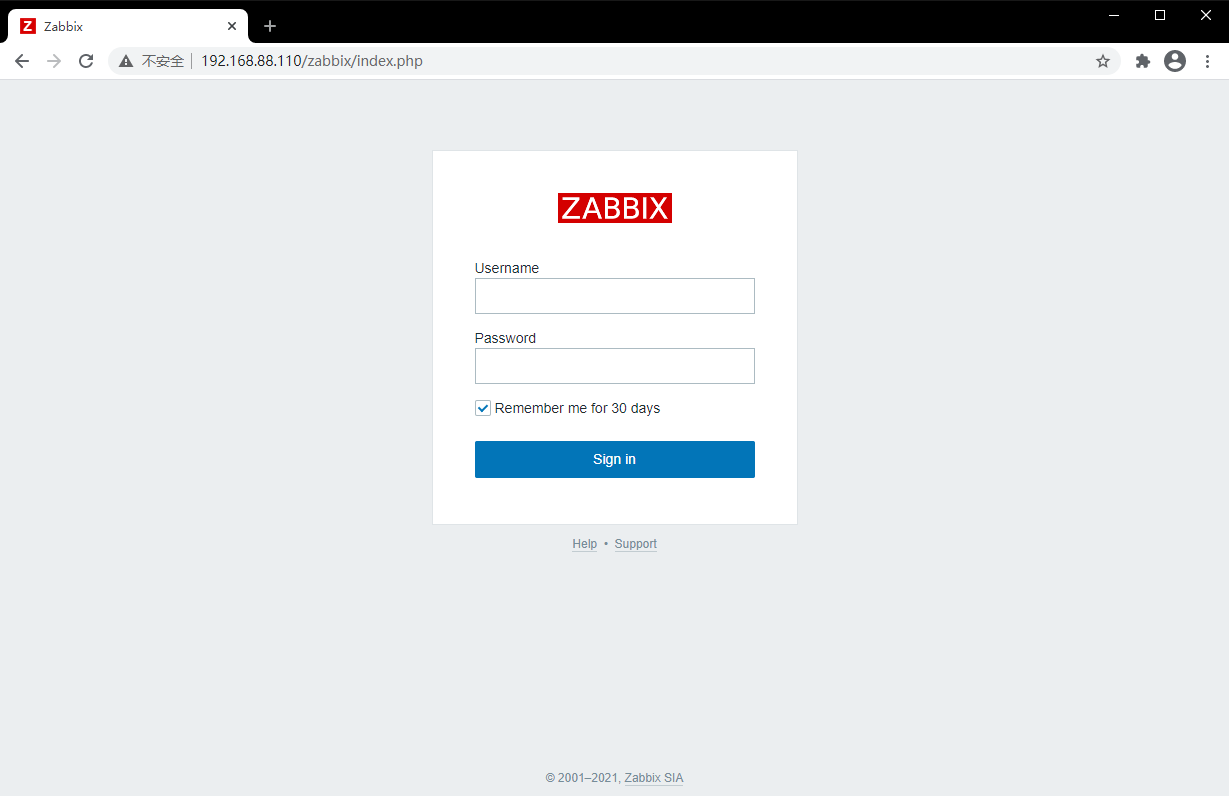 Z Zabbix
不安全 192.168.88.110/zabbix/index.php
ZABBIX
Username
Password
Remember me for 30 days
Sign in
Help • Support
© 2001–2021, Zabbix SIA